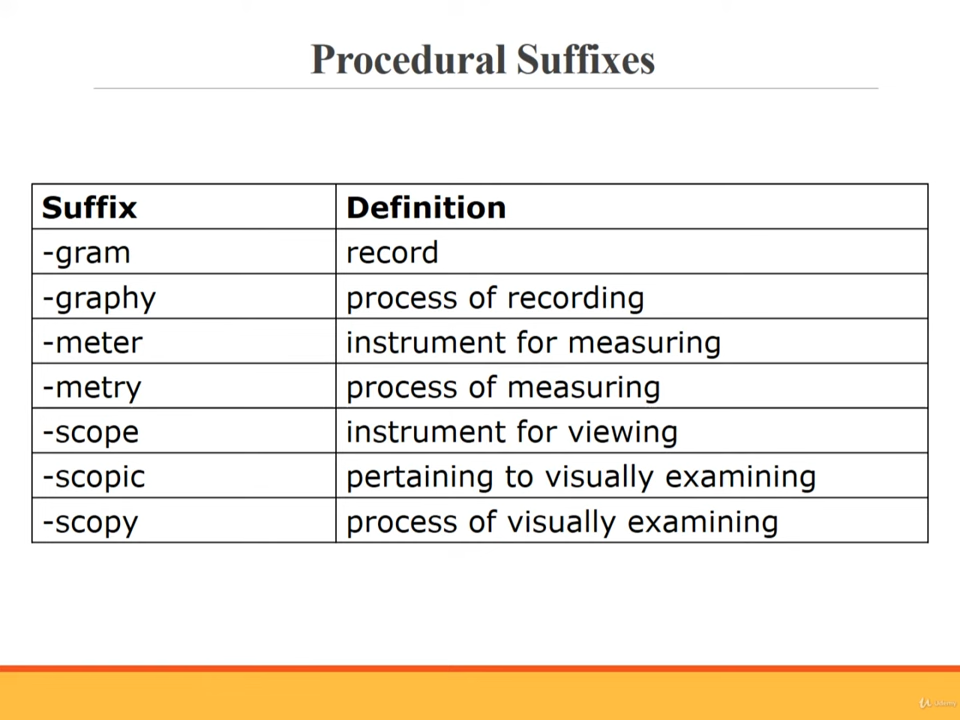 Procedural Suffixes
Suffix Definition
-gram record
-graphy process of recording
-meter instrument for measuring
-metry process of measuring
-scope instrument for viewing
-scopic pertaining to visually examining
-scopy process of visually examining
Udemy